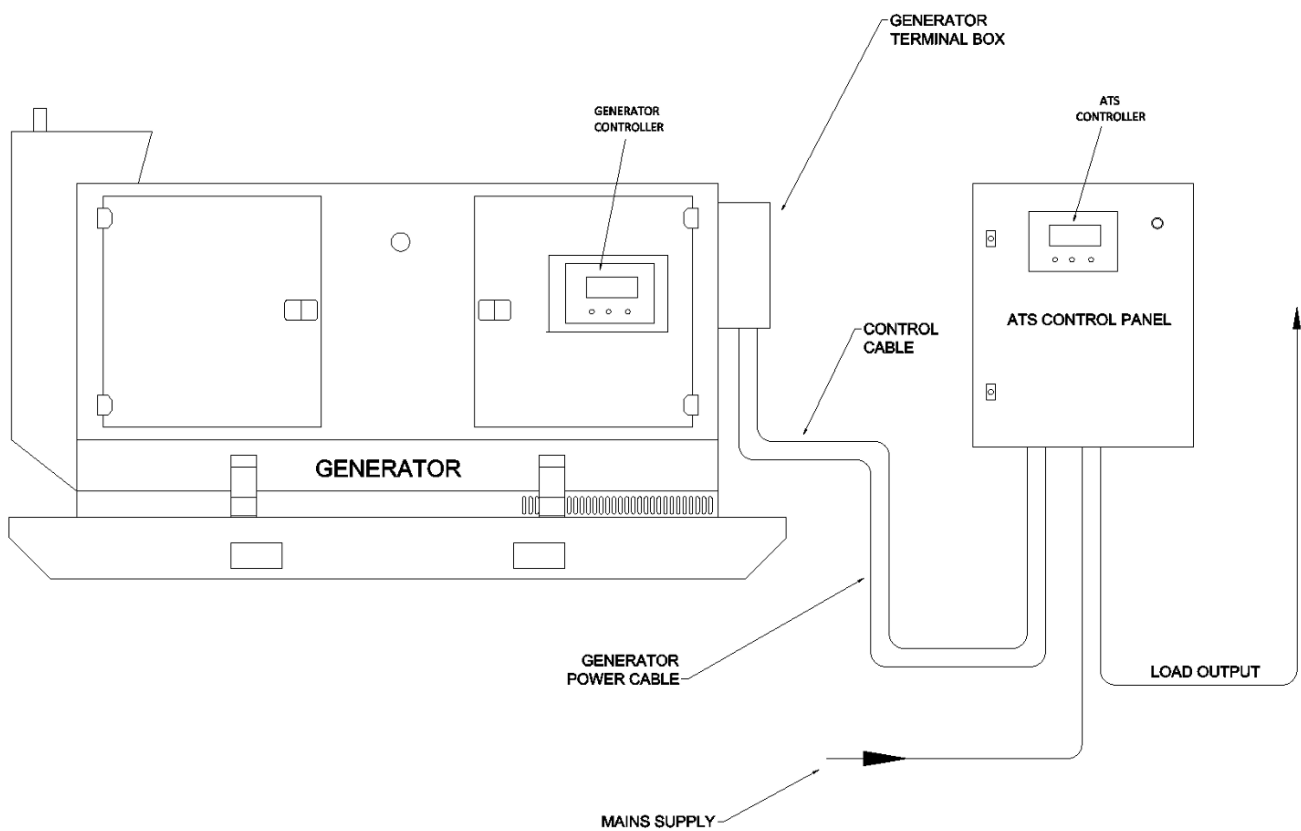 GENERATOR
TERMINAL BOX
GENERATOR
CONTROLLER
ATS
CONTROLLER
ATS CONTROL PANEL
CONTROL
CABLE
GENERATOR
GENERATOR
POWER CABLE
LOAD OUTPUT
MAINS SUPPLY